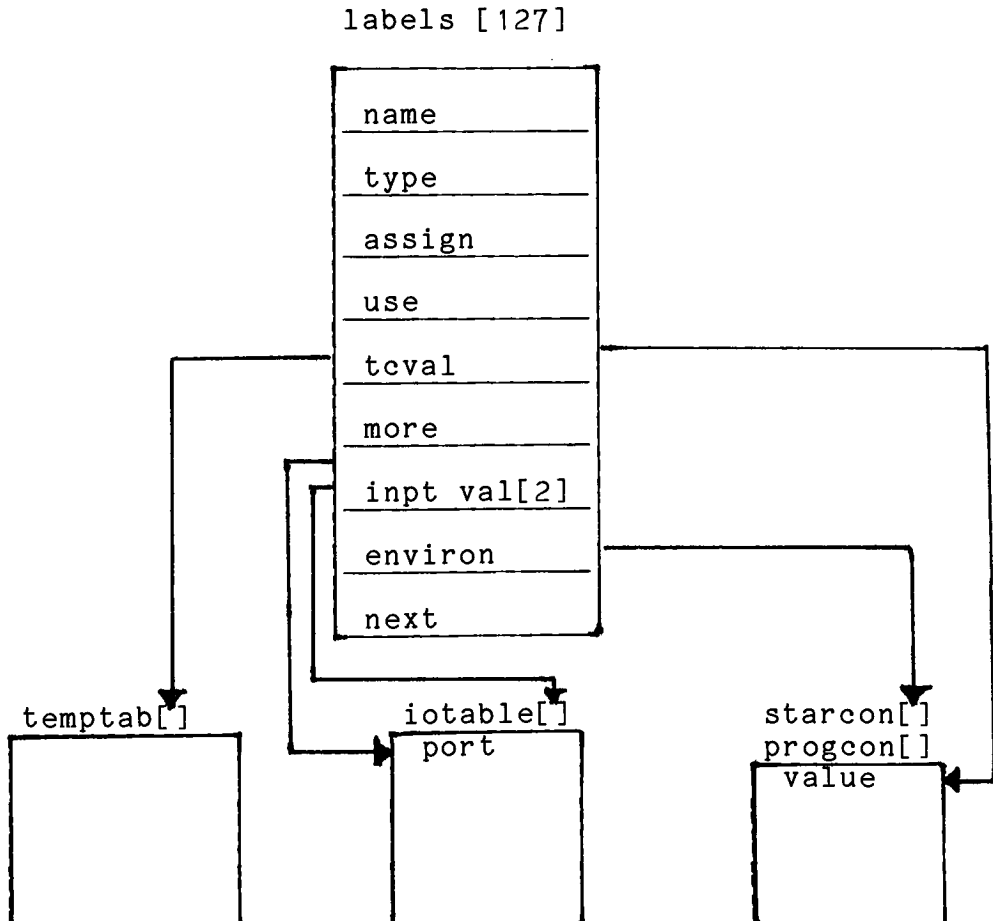 labels [127]
name
type
assign
use
tcval
more
inpt val[2]
environ
next
temptab[]
iotable[]
port
starcon[]
progcon[]
value